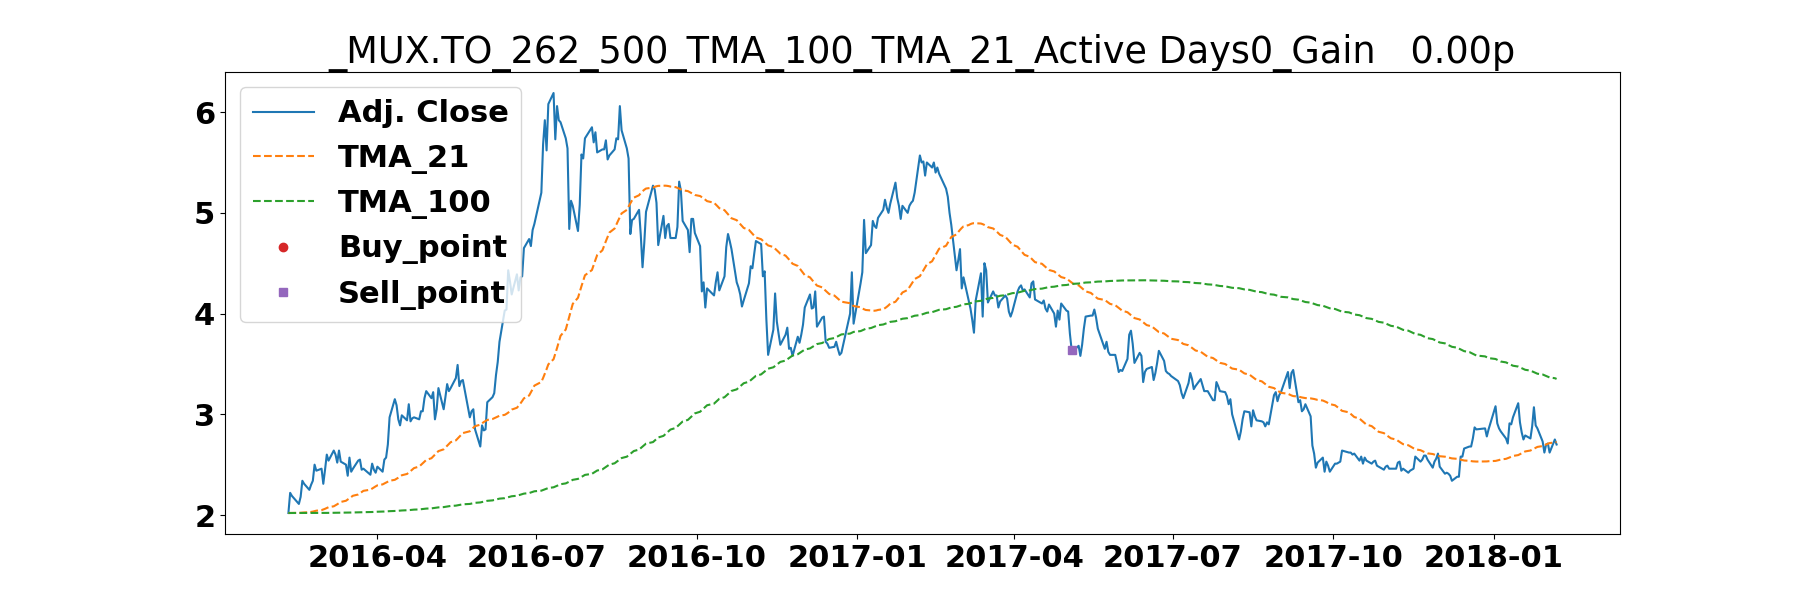 _MUX.TO_262_500_TMA_100_TMA_21_Active Days0_Gain   0.00p
Adj. Close
TMA_21
TMA_100
Buy_point
Sell_point
6
5
4
3
2
2016-04 2016-07 2016-10 2017-01 2017-04 2017-07 2017-10 2018-01